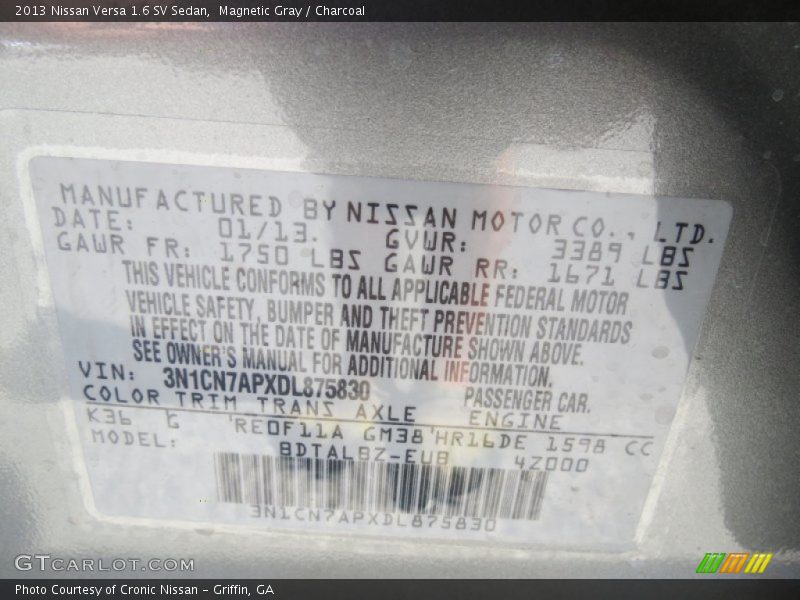 2013 Nissan Versa 1.6 SV Sedan,  Magnetic Gray / Charcoal
MANUFACTURED BY NISSAN MOTOR CO., LTD.
DATE: 01/13. GVWR: 3389 LBS
GAWR FR: 1750 LBS GAWR RR: 1671 LBS
THIS VEHICLE CONFORMS TO ALL APPLICABLE FEDERAL MOTOR
VEHICLE SAFETY, BUMPER AND THEFT PREVENTION STANDARDS
IN EFFECT ON THE DATE OF MANUFACTURE SHOWN ABOVE.
SEE OWNER'S MANUAL FOR ADDITIONAL INFORMATION.
VIN: 3N1CN7APXDL875830 PASSENGER CAR.
COLOR TRIM TRANS AXLE ENGINE
K36 G 'RE0F11A GM38'HR16DE 1598 CC
MODEL: BDTALBZ-EUB 4Z000
3N1CN7APXDL875830
GTCARLOT.COM
Photo Courtesy of Cronic Nissan - Griffin, GA